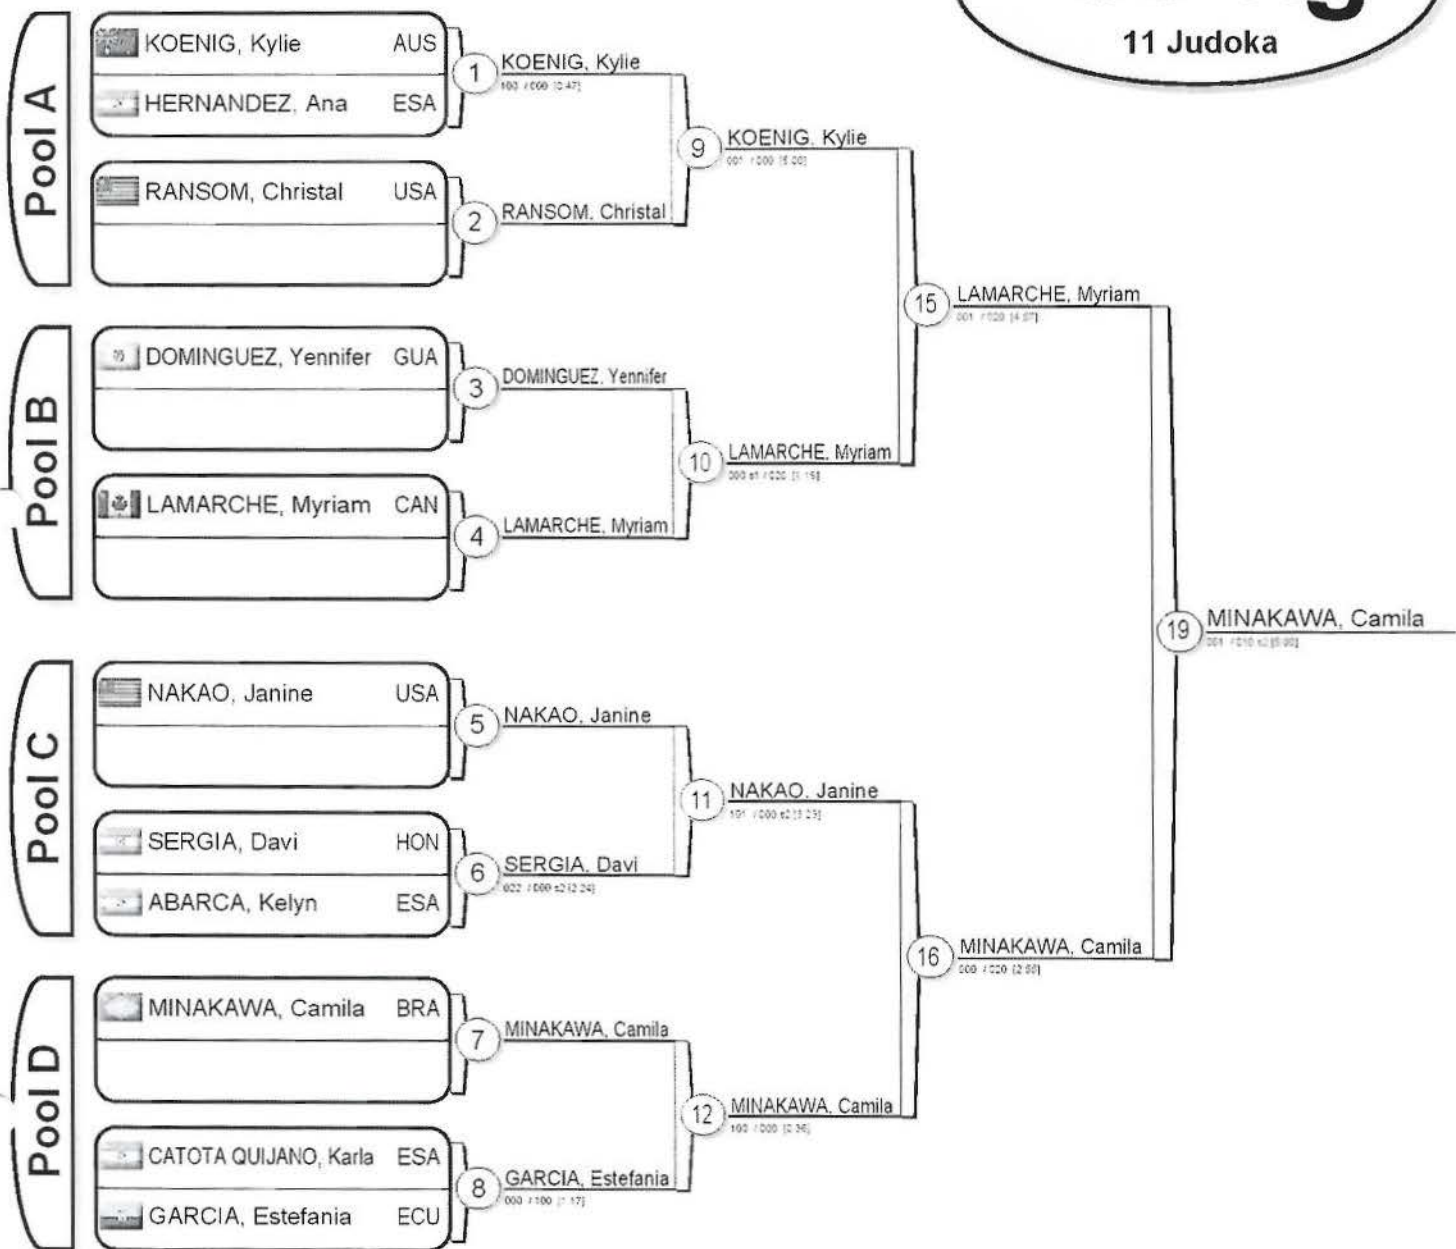 11 Judoka
Pool A
KOENIG, Kylie AUS
HERNANDEZ, Ana ESA
RANSOM, Christal USA
1
KOENIG, Kylie
2
RANSOM, Christal
9
KOENIG, Kylie
Pool B
DOMINGUEZ, Yennifer GUA
LAMARCHE, Myriam CAN
3
DOMINGUEZ, Yennifer
4
LAMARCHE, Myriam
10
LAMARCHE, Myriam
15
LAMARCHE, Myriam
Pool C
NAKAO, Janine USA
SERGIA, Davi HON
ABARCA, Kelyn ESA
5
NAKAO, Janine
6
SERGIA, Davi
11
NAKAO, Janine
Pool D
MINAKAWA, Camila BRA
CATOTA QUIJANO, Karla ESA
GARCIA, Estefania ECU
7
MINAKAWA, Camila
8
GARCIA, Estefania
12
MINAKAWA, Camila
16
MINAKAWA, Camila
19
MINAKAWA, Camila